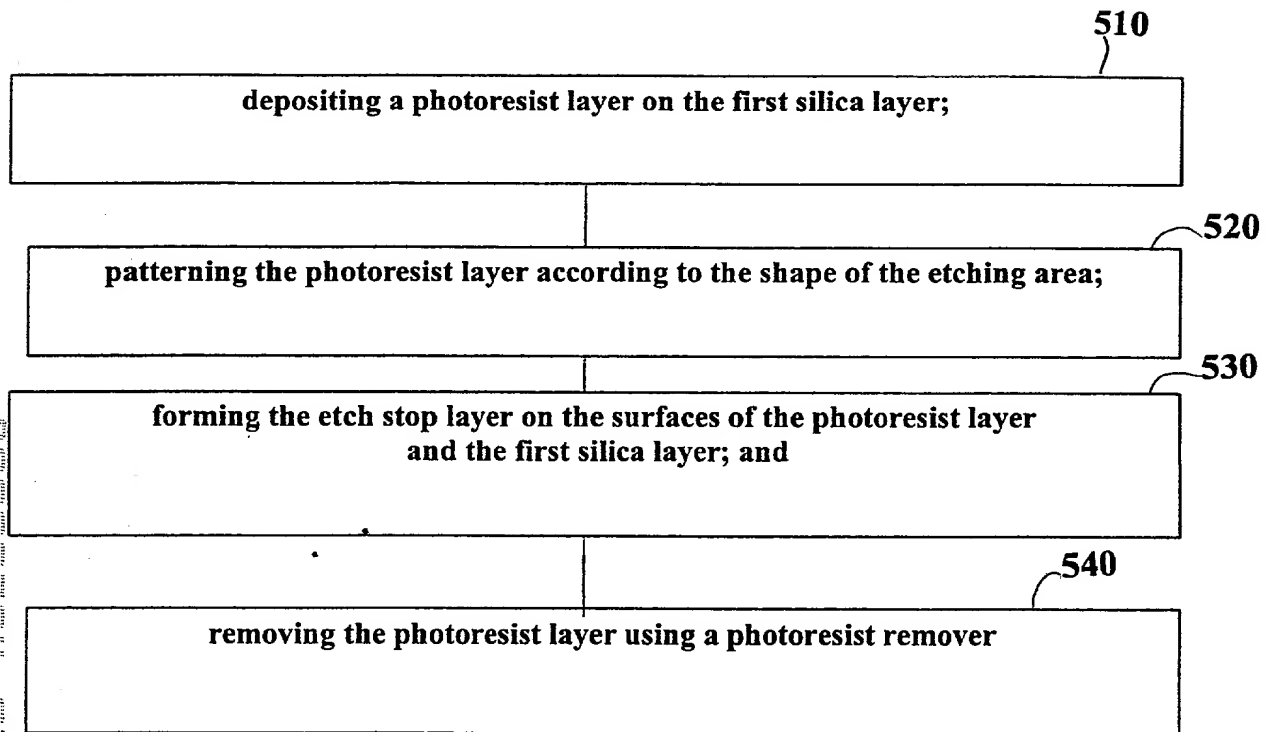 510
depositing a photoresist layer on the first silica layer;
520
patterning the photoresist layer according to the shape of the etching area;
530
forming the etch stop layer on the surfaces of the photoresist layer
and the first silica layer; and
540
removing the photoresist layer using a photoresist remover